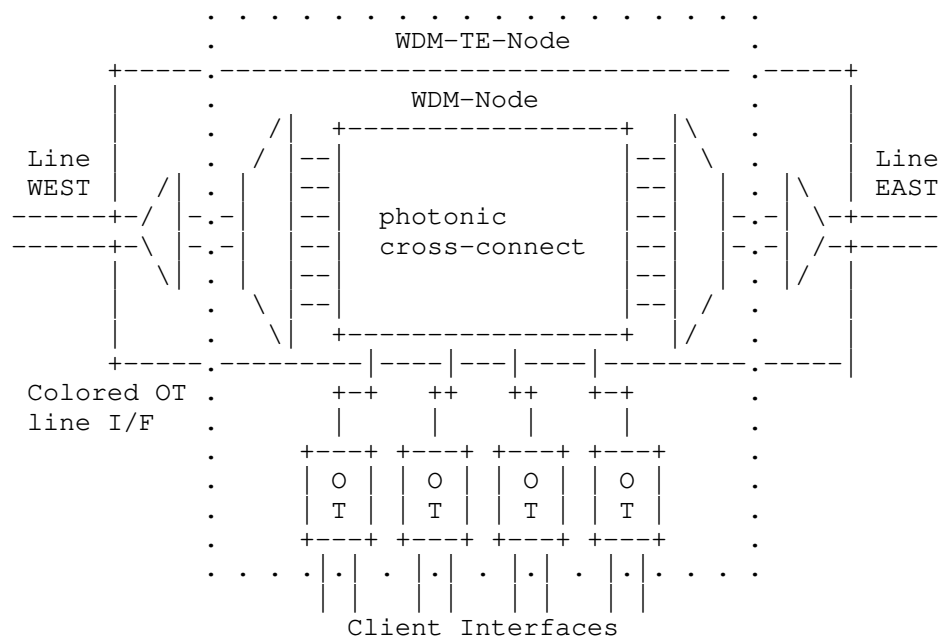 WDM-TE-Node
WDM-Node
Line
WEST
Line
EAST
photonic
cross-connect
Colored OT
line I/F
O O O O
T T T T
Client Interfaces